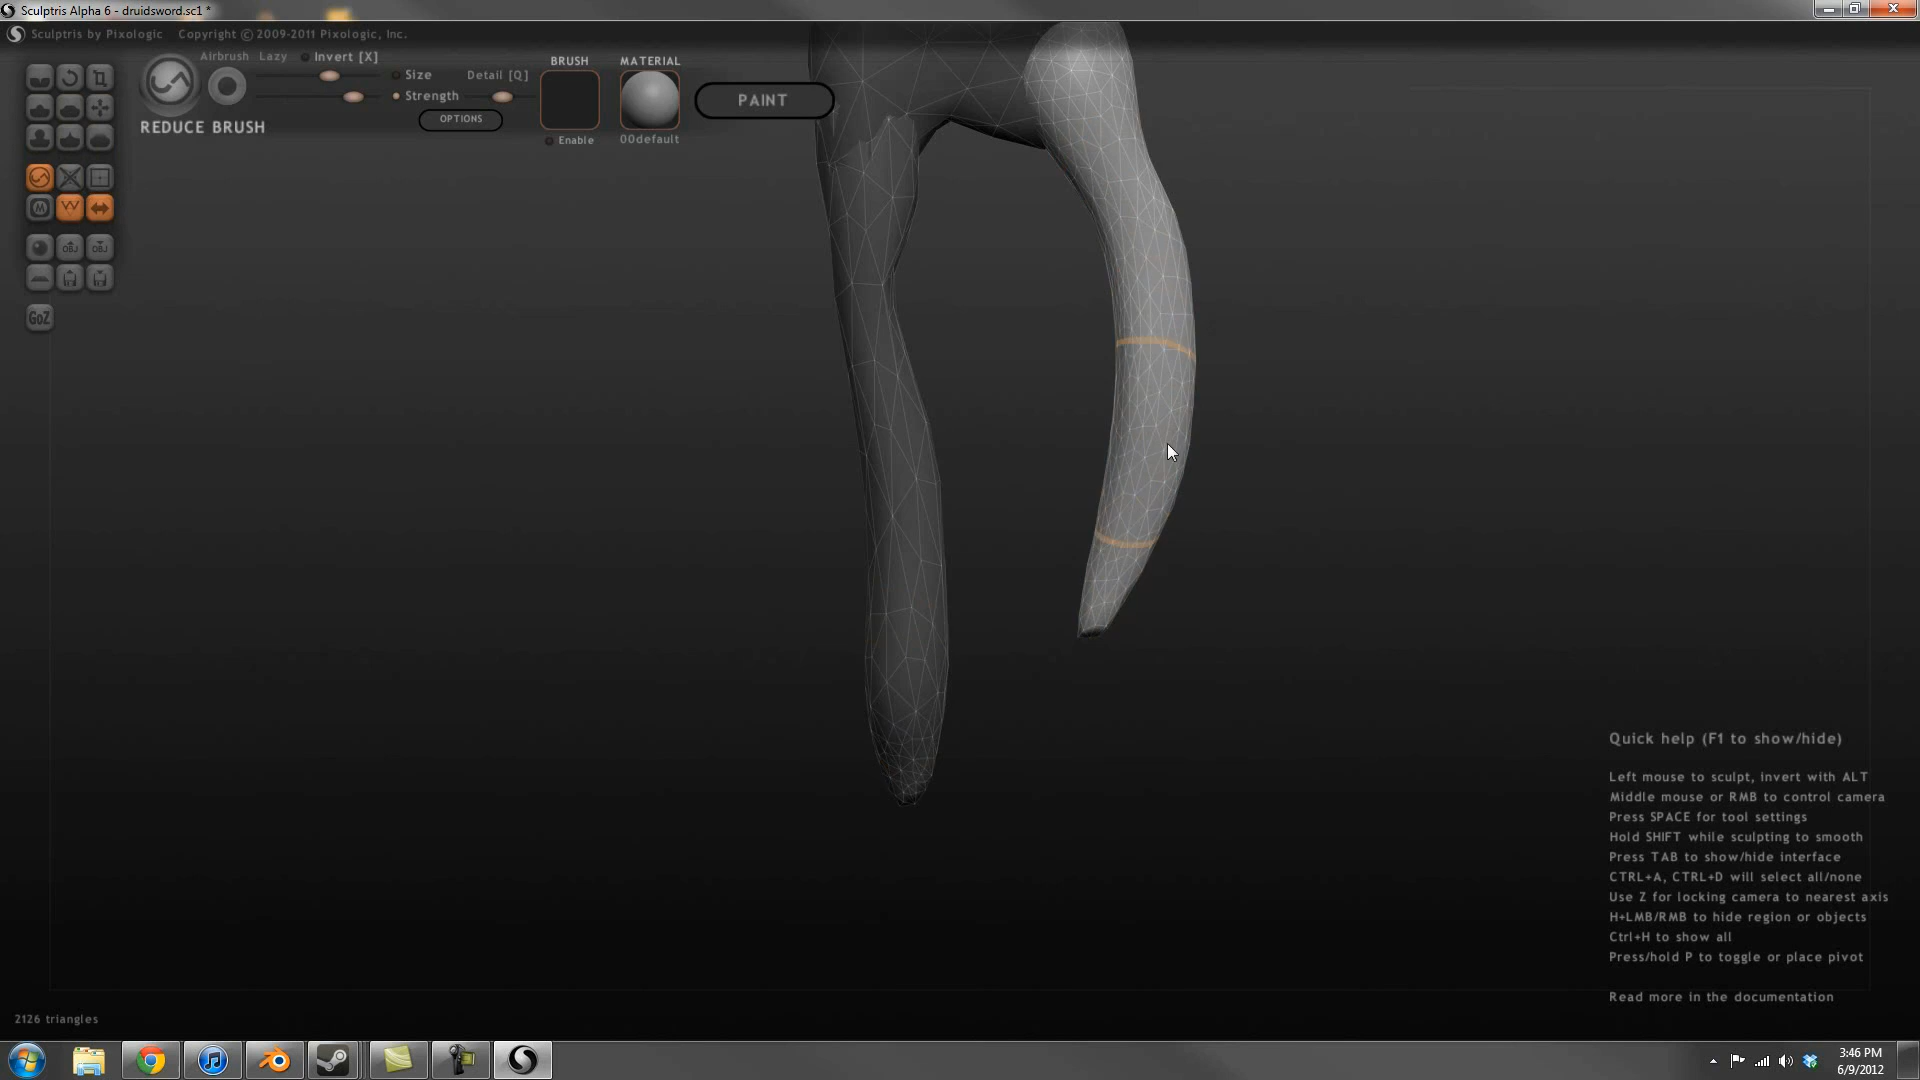 Sculptris Alpha 6 - druidsword.sc1 *
Sculptris by Pixologic Copyright © 2009-2011 Pixologic, Inc.
Airbrush Lazy Invert [X]
Size Detail [Q]
Strength
OPTIONS
REDUCE BRUSH
BRUSH
Enable
MATERIAL
00default
PAINT
M
OBJ OBJ
GoZ
Quick help (F1 to show/hide)
Left mouse to sculpt, invert with ALT
Middle mouse or RMB to control camera
Press SPACE for tool settings
Hold SHIFT while sculpting to smooth
Press TAB to show/hide interface
CTRL+A, CTRL+D will select all/none
Use Z for locking camera to nearest axis
H+LMB/RMB to hide region or objects
Ctrl+H to show all
Press/hold P to toggle or place pivot
Read more in the documentation
2126 triangles
3:46 PM
6/9/2012